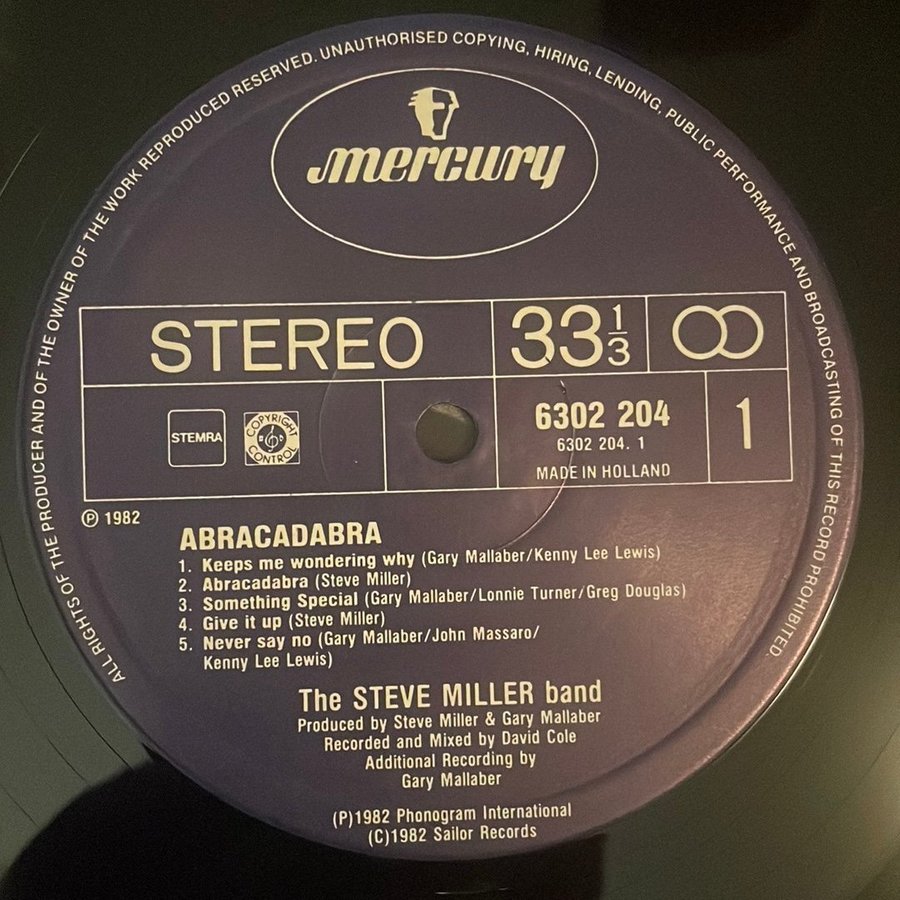 ALL RIGHTS OF THE PRODUCER AND OF THE OWNER OF THE WORK REPRODUCED RESERVED. UNAUTHORISED COPYING, HIRING, LENDING, PUBLIC PERFORMANCE AND BROADCASTING OF THIS RECORD PROHIBITED.
mercury
STEREO
33 1/3
STEMRA
COPYRIGHT CONTROL
6302 204
6302 204. 1
MADE IN HOLLAND
1
℗ 1982
ABRACADABRA
1. Keeps me wondering why (Gary Mallaber/Kenny Lee Lewis)
2. Abracadabra (Steve Miller)
3. Something Special (Gary Mallaber/Lonnie Turner/Greg Douglas)
4. Give it up (Steve Miller)
5. Never say no (Gary Mallaber/John Massaro/
Kenny Lee Lewis)
The STEVE MILLER band
Produced by Steve Miller & Gary Mallaber
Recorded and Mixed by David Cole
Additional Recording by
Gary Mallaber
(P)1982 Phonogram International
(C)1982 Sailor Records